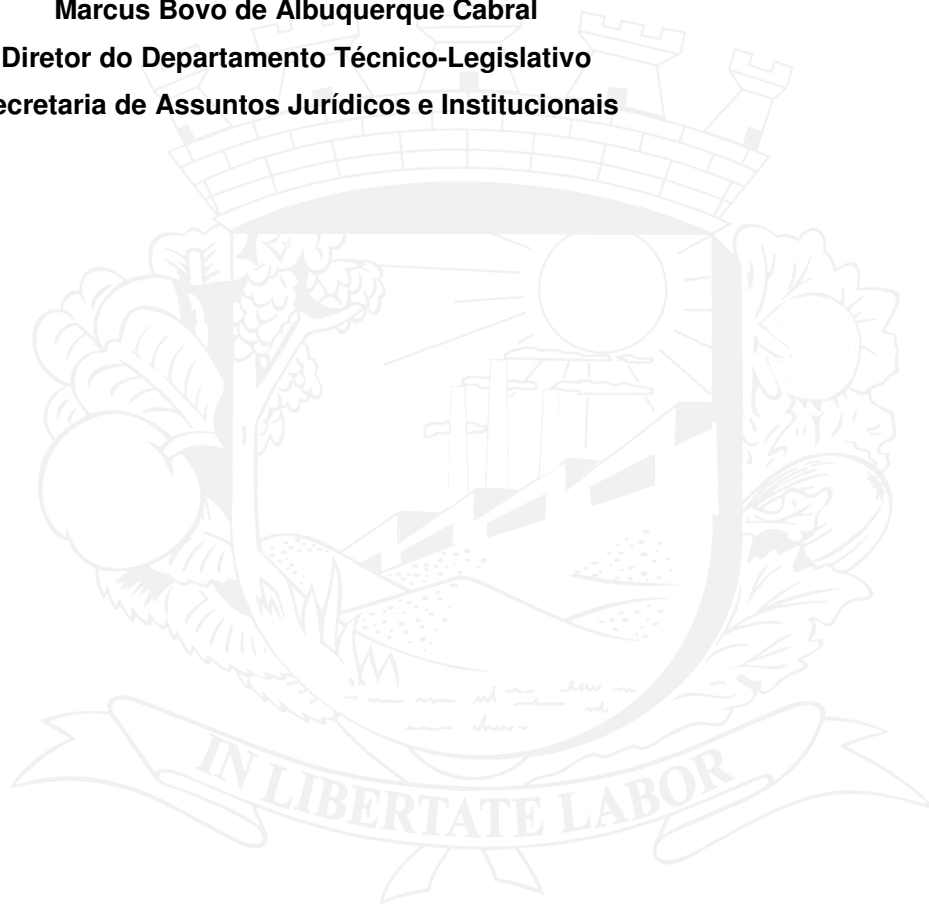 Marcus Bovo de Albuquerque Cabral
Diretor do Departamento Técnico-Legislativo
ecretaria de Assuntos Jurídicos e Institucionais
IN LIBERTATE LABOR